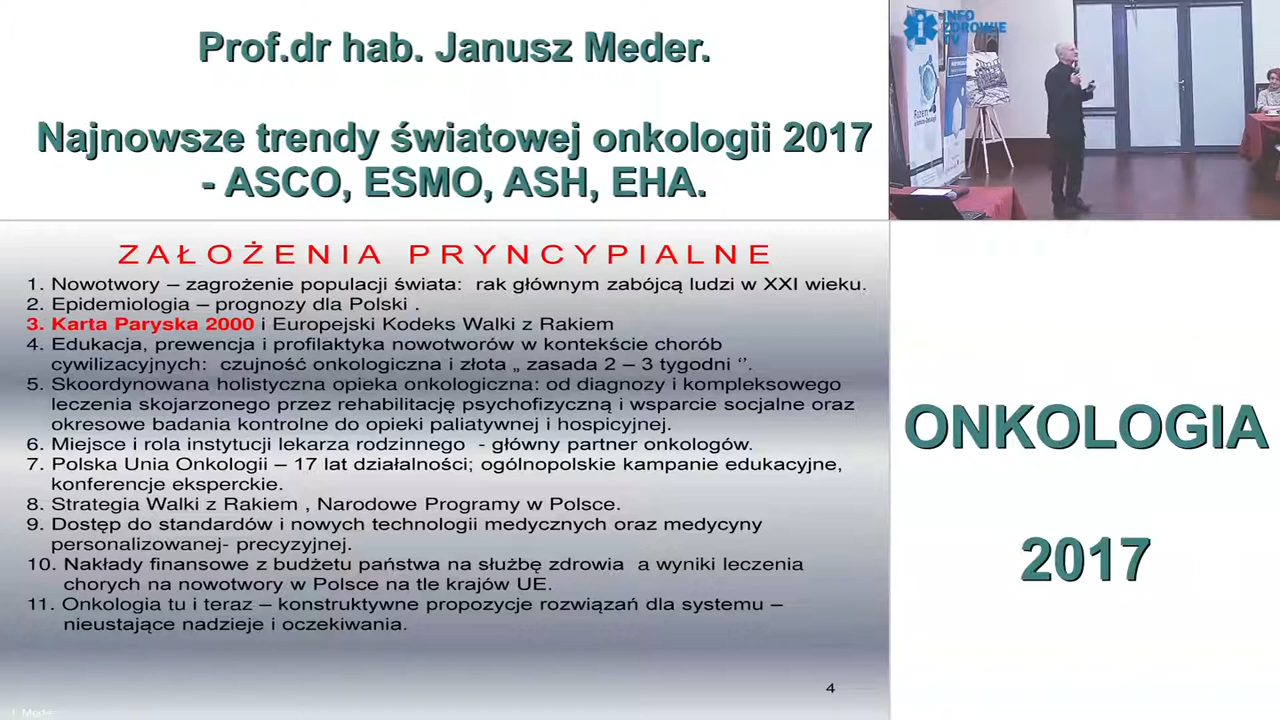 Prof.dr hab. Janusz Meder.
Najnowsze trendy światowej onkologii 2017
- ASCO, ESMO, ASH, EHA.
INFO
ZDROWIE
TV
ZAŁOŻENIA PRYNCYPIALNE
1. Nowotwory – zagrożenie populacji świata: rak głównym zabójcą ludzi w XXI wieku.
2. Epidemiologia – prognozy dla Polski .
3. Karta Paryska 2000 i Europejski Kodeks Walki z Rakiem
4. Edukacja, prewencja i profilaktyka nowotworów w kontekście chorób
cywilizacyjnych: czujność onkologiczna i złota „ zasada 2 – 3 tygodni ‘’.
5. Skoordynowana holistyczna opieka onkologiczna: od diagnozy i kompleksowego
leczenia skojarzonego przez rehabilitację psychofizyczną i wsparcie socjalne oraz
okresowe badania kontrolne do opieki paliatywnej i hospicyjnej.
6. Miejsce i rola instytucji lekarza rodzinnego - główny partner onkologów.
7. Polska Unia Onkologii – 17 lat działalności; ogólnopolskie kampanie edukacyjne,
konferencje eksperckie.
8. Strategia Walki z Rakiem , Narodowe Programy w Polsce.
9. Dostęp do standardów i nowych technologii medycznych oraz medycyny
personalizowanej- precyzyjnej.
10. Nakłady finansowe z budżetu państwa na służbę zdrowia a wyniki leczenia
chorych na nowotwory w Polsce na tle krajów UE.
11. Onkologia tu i teraz – konstruktywne propozycje rozwiązań dla systemu –
nieustające nadzieje i oczekiwania.
4
ONKOLOGIA
2017